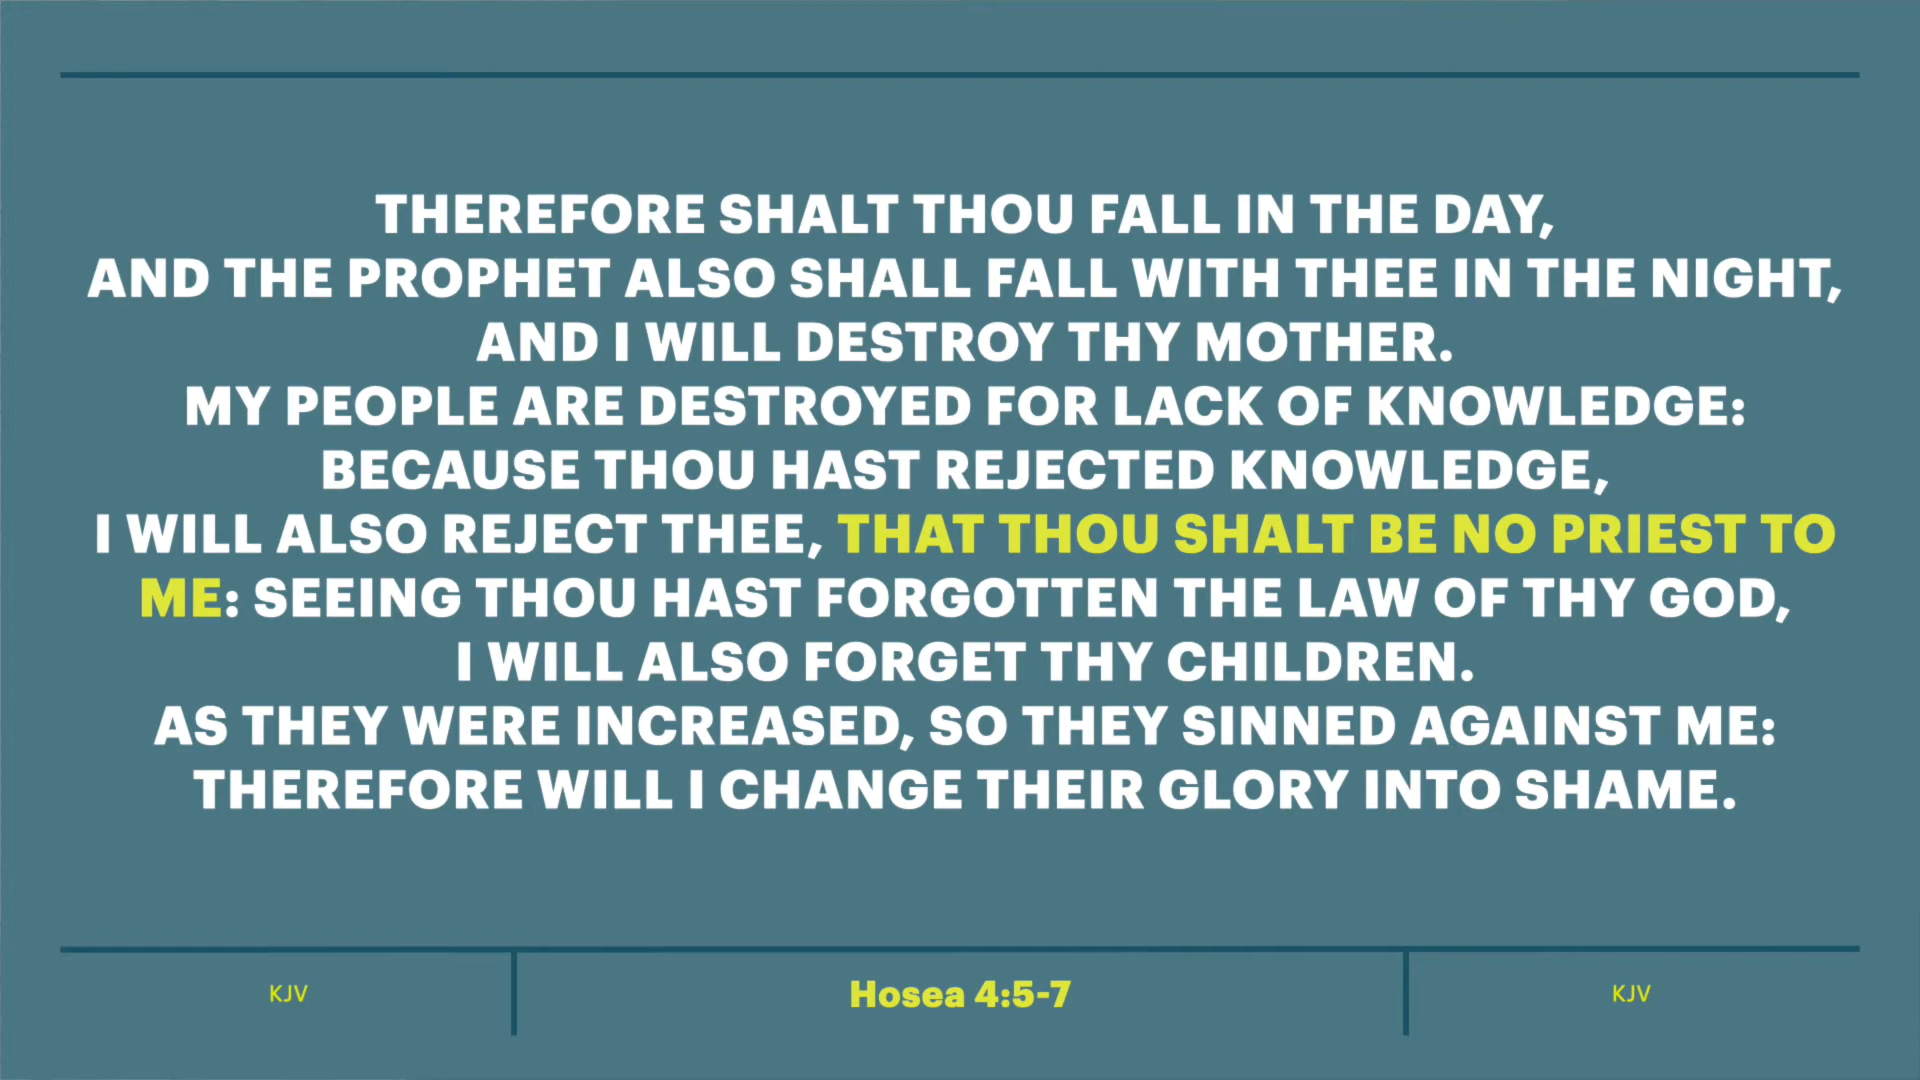 THEREFORE SHALT THOU FALL IN THE DAY,
AND THE PROPHET ALSO SHALL FALL WITH THEE IN THE NIGHT,
AND I WILL DESTROY THY MOTHER.
MY PEOPLE ARE DESTROYED FOR LACK OF KNOWLEDGE:
BECAUSE THOU HAST REJECTED KNOWLEDGE,
I WILL ALSO REJECT THEE, THAT THOU SHALT BE NO PRIEST TO
ME: SEEING THOU HAST FORGOTTEN THE LAW OF THY GOD,
I WILL ALSO FORGET THY CHILDREN.
AS THEY WERE INCREASED, SO THEY SINNED AGAINST ME:
THEREFORE WILL I CHANGE THEIR GLORY INTO SHAME.
KJV
Hosea 4:5-7
KJV